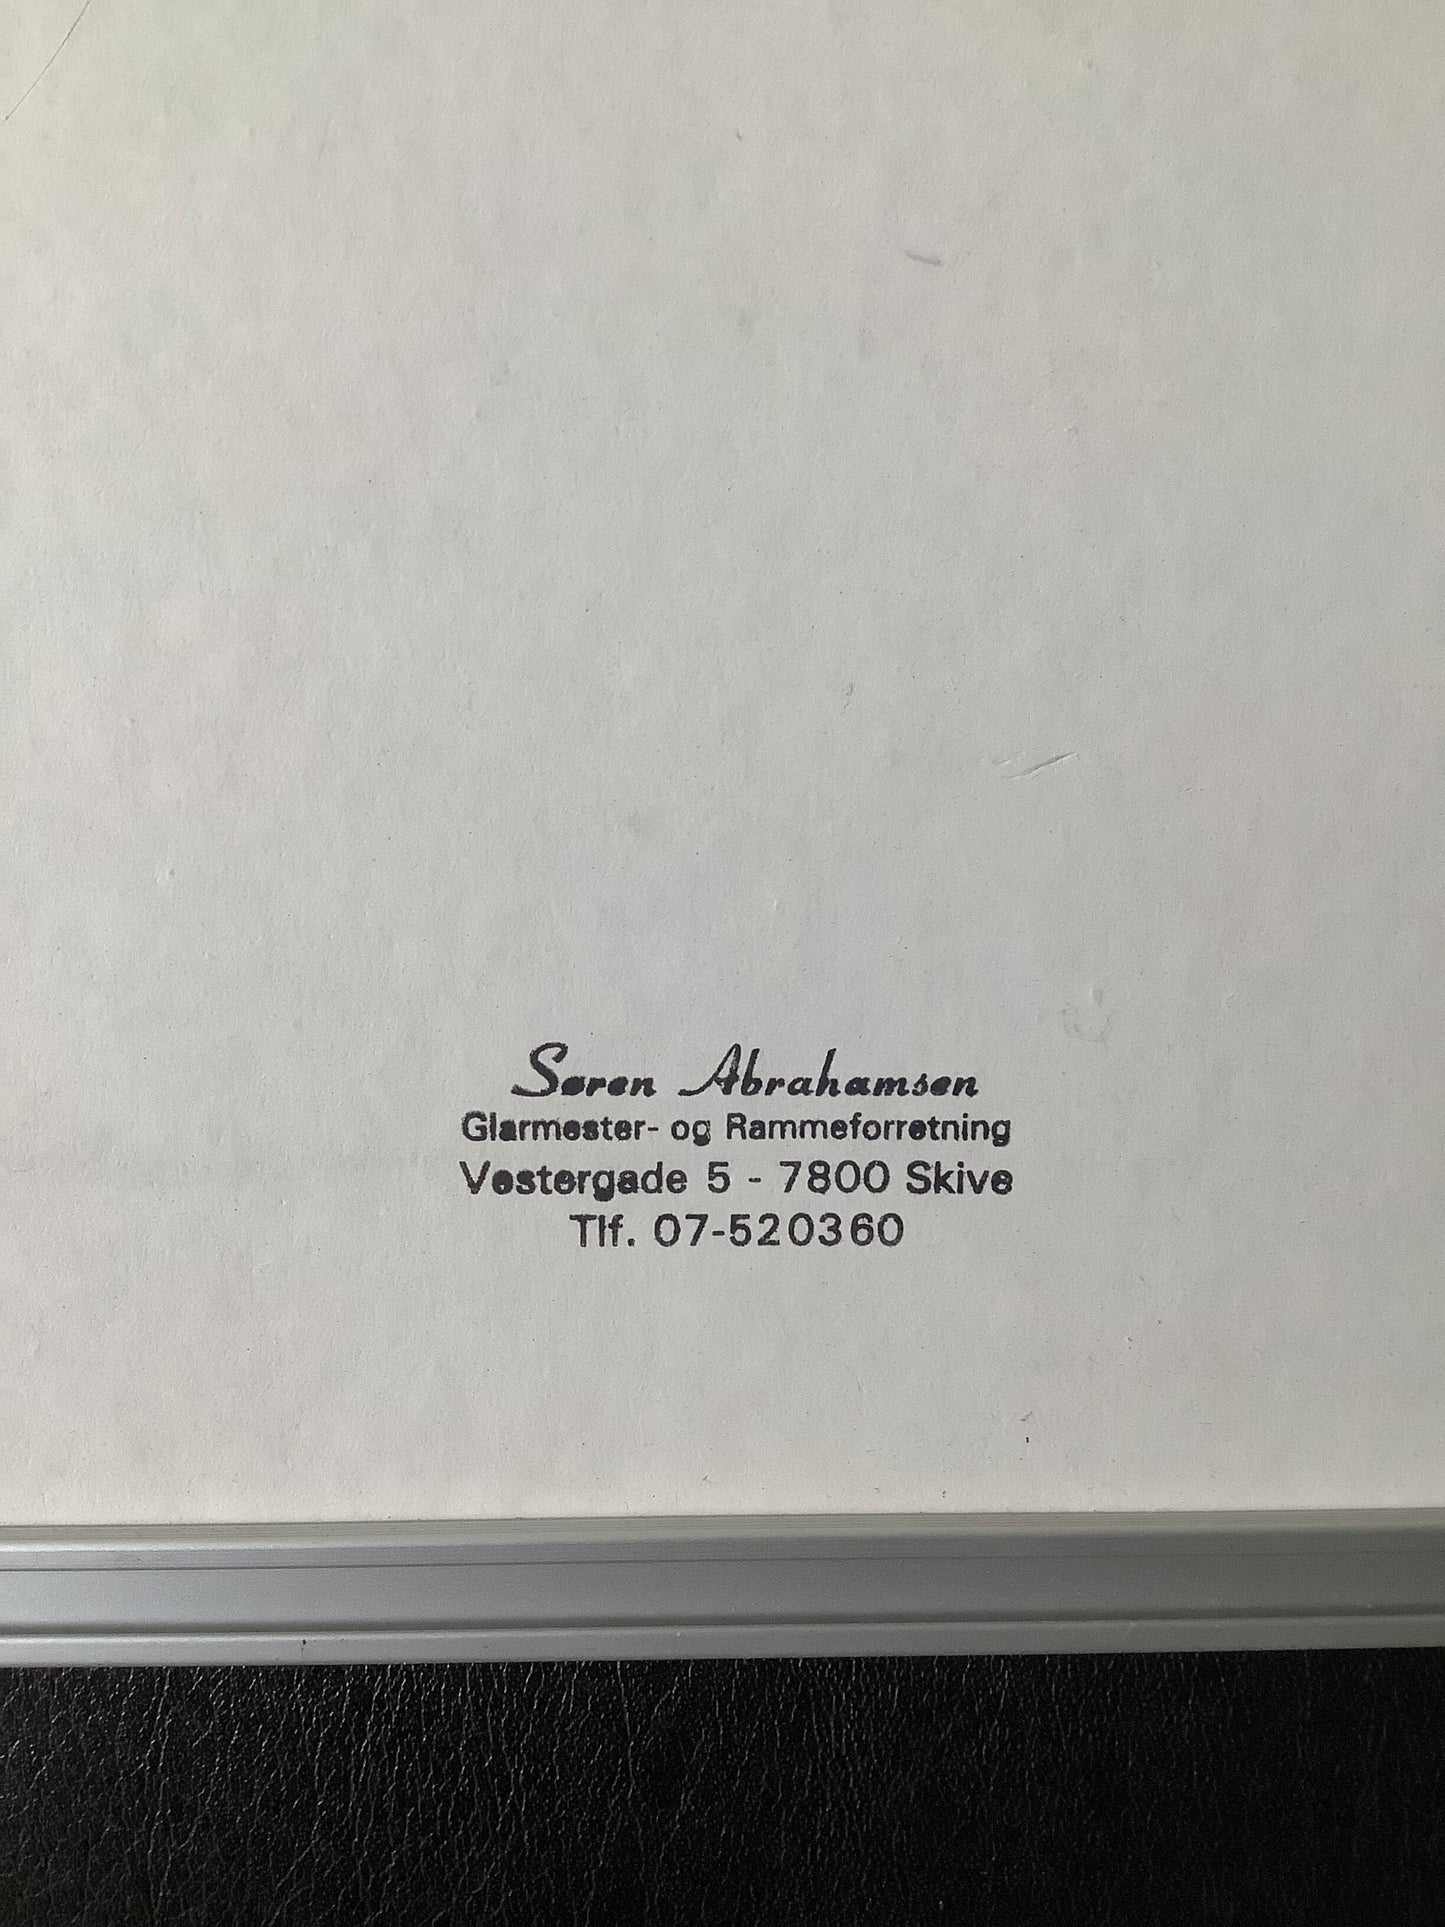 Søren Abrahamsen
Glarmester- og Rammeforretning
Vestergade 5 - 7800 Skive
Tlf. 07-520360